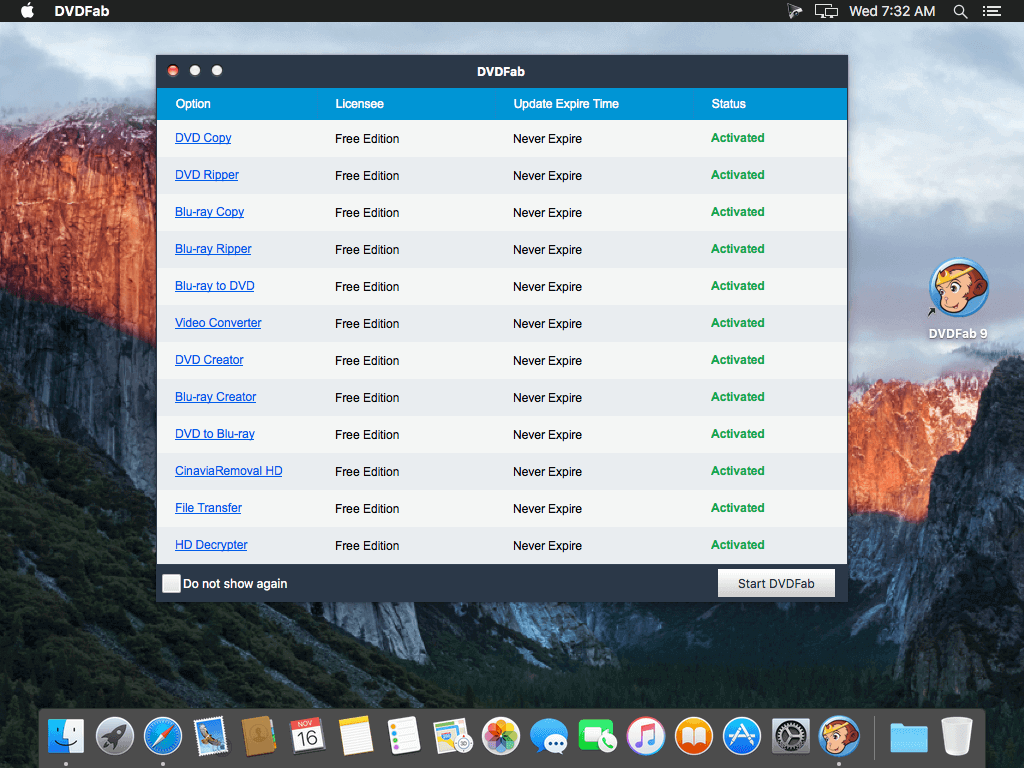 DVDFab Wed 7:32 AM
DVDFab
Option Licensee Update Expire Time Status
DVD Copy Free Edition Never Expire Activated
DVD Ripper Free Edition Never Expire Activated
Blu-ray Copy Free Edition Never Expire Activated
Blu-ray Ripper Free Edition Never Expire Activated
Blu-ray to DVD Free Edition Never Expire Activated
Video Converter Free Edition Never Expire Activated
DVD Creator Free Edition Never Expire Activated
Blu-ray Creator Free Edition Never Expire Activated
DVD to Blu-ray Free Edition Never Expire Activated
CinaviaRemoval HD Free Edition Never Expire Activated
File Transfer Free Edition Never Expire Activated
HD Decrypter Free Edition Never Expire Activated
Do not show again Start DVDFab
DVDFab 9
NOV
16